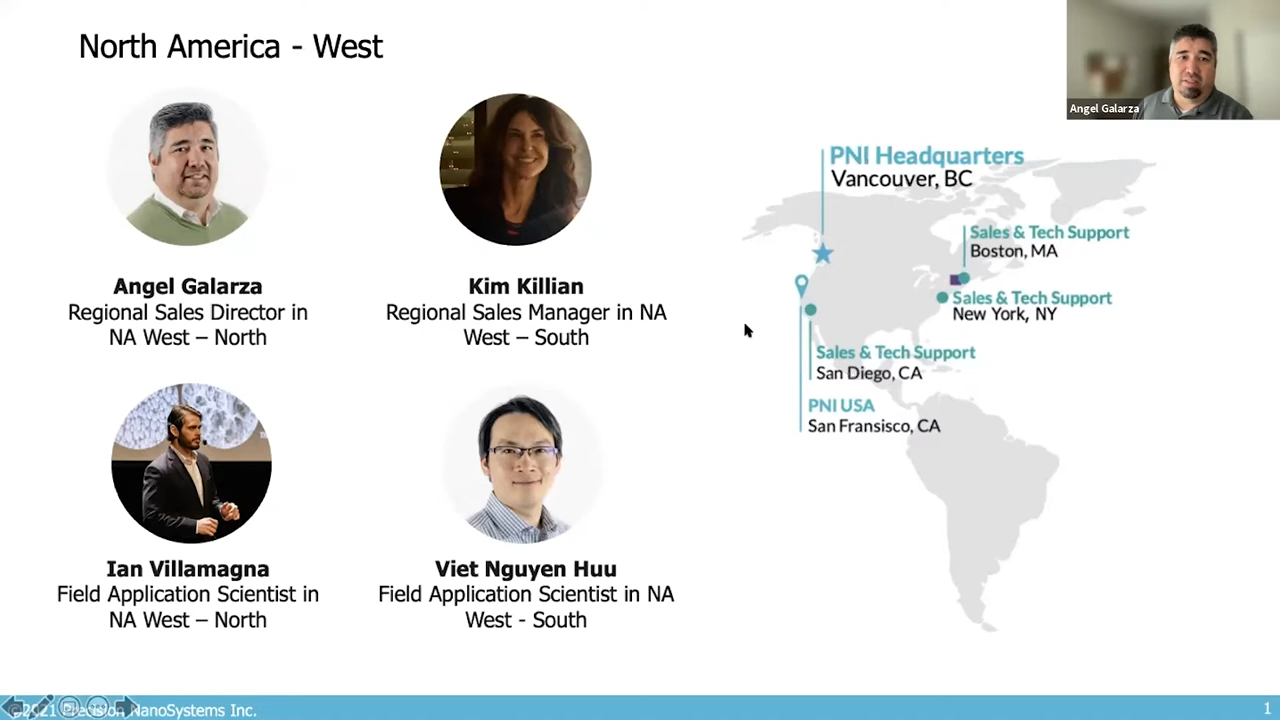 North America - West
Angel Galarza
PNI Headquarters
Vancouver, BC
Sales & Tech Support
Boston, MA
Sales & Tech Support
New York, NY
Sales & Tech Support
San Diego, CA
PNI USA
San Fransisco, CA
Angel Galarza
Regional Sales Director in
NA West – North
Kim Killian
Regional Sales Manager in NA
West – South
Ian Villamagna
Field Application Scientist in
NA West – North
Viet Nguyen Huu
Field Application Scientist in NA
West - South
©2021 Precision NanoSystems Inc.
1